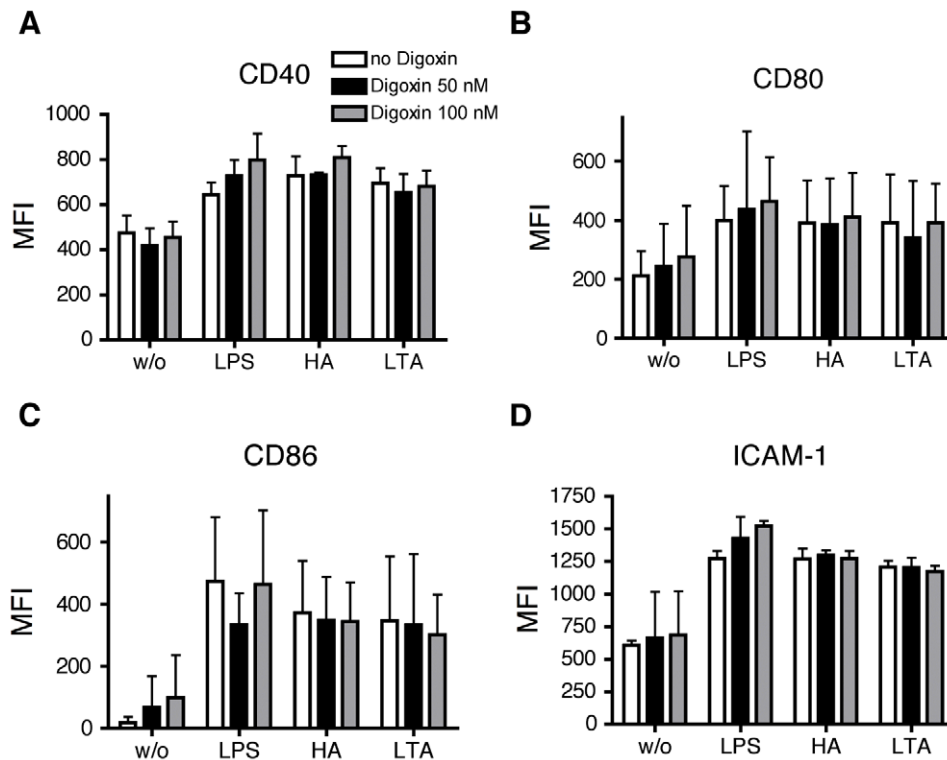 A
CD40
no Digoxin
Digoxin 50 nM
Digoxin 100 nM
MFI
1000
800
600
400
200
0
w/o LPS HA LTA
B
CD80
MFI
600
400
200
0
w/o LPS HA LTA
C
CD86
MFI
600
400
200
0
w/o LPS HA LTA
D
ICAM-1
MFI
1750
1500
1250
1000
750
500
250
0
w/o LPS HA LTA